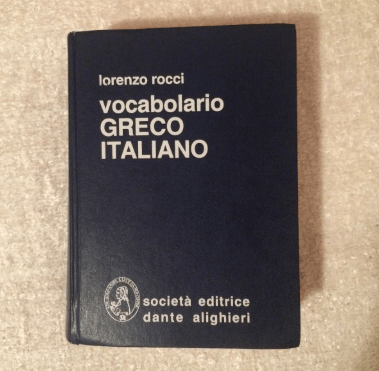 lorenzo rocci
vocabolario
GRECO
ITALIANO
società editrice
dante alighieri